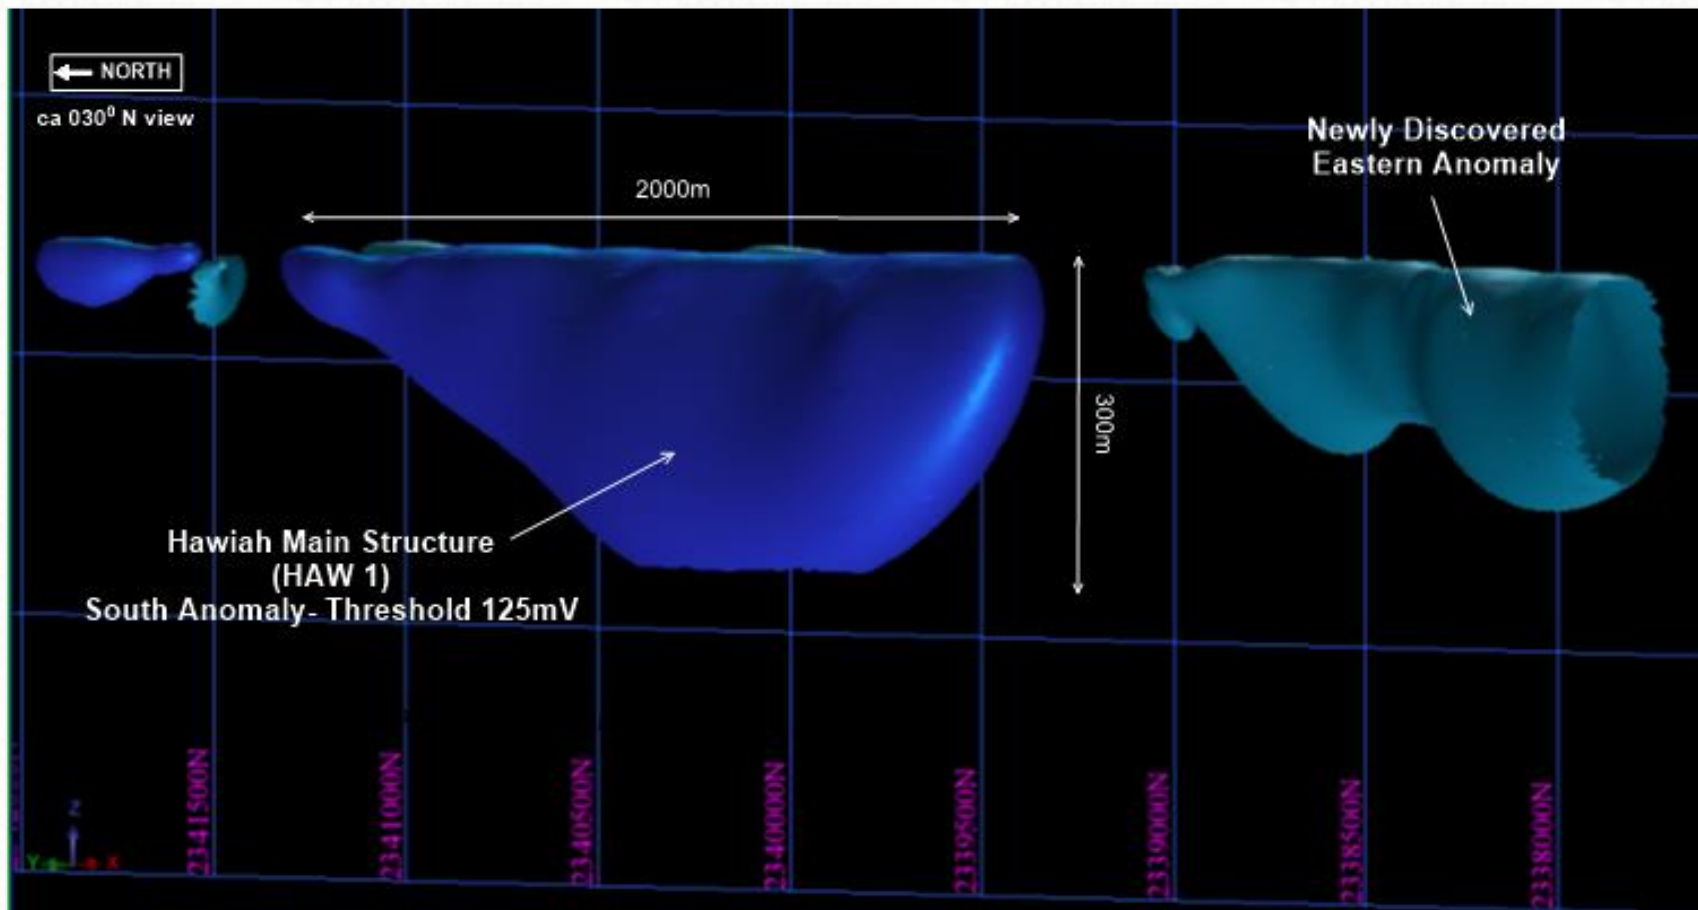 NORTH
ca 030⁰ N view
Newly Discovered
Eastern Anomaly
2000m
300m
Hawiah Main Structure
(HAW 1)
South Anomaly- Threshold 125mV
2341500N
2341000N
2340500N
2340000N
2339500N
2339000N
2338500N
2338000N
Z
Y
X